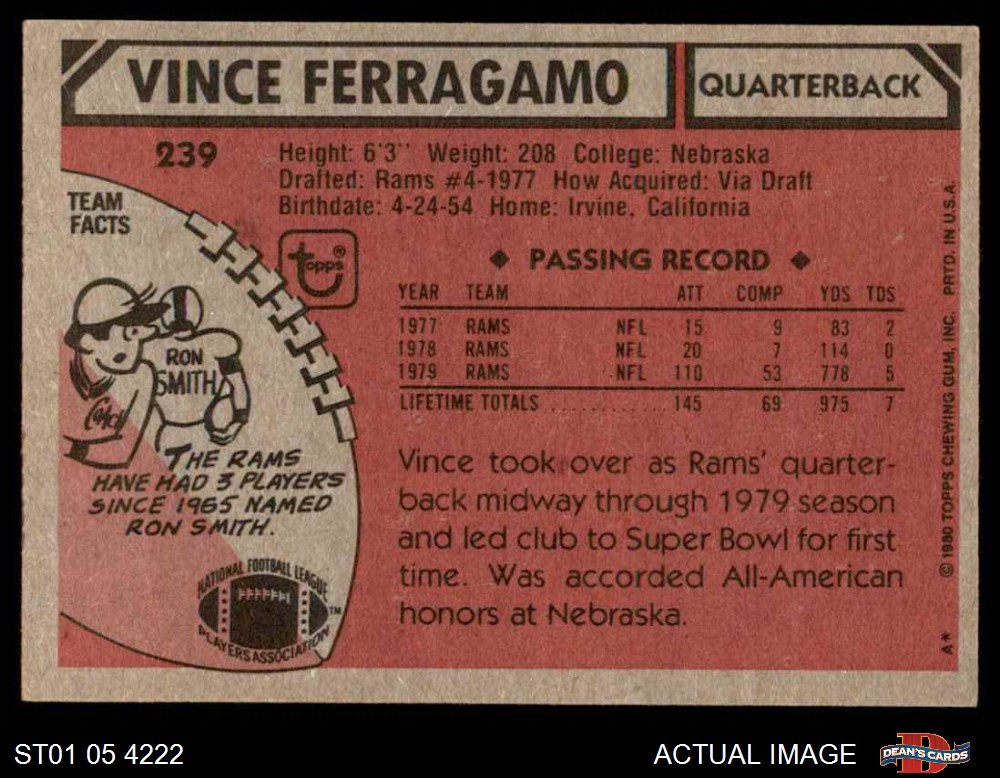 VINCE FERRAGAMO QUARTERBACK
239
Height: 6'3" Weight: 208 College: Nebraska
Drafted: Rams #4-1977 How Acquired: Via Draft
Birthdate: 4-24-54 Home: Irvine, California
TEAM
FACTS
topps®
◆ PASSING RECORD ◆
YEAR TEAM ATT COMP YDS TDS
1977 RAMS NFL 15 9 83 2
1978 RAMS NFL 20 7 114 0
1979 RAMS NFL 110 53 778 5
LIFETIME TOTALS .............. 145 69 975 7
RON
SMITH
THE RAMS
HAVE HAD 3 PLAYERS
SINCE 1965 NAMED
RON SMITH.
Vince took over as Rams' quarter-
back midway through 1979 season
and led club to Super Bowl for first
time. Was accorded All-American
honors at Nebraska.
NATIONAL FOOTBALL LEAGUE
PLAYERS ASSOCIATION
™
A* © 1980 TOPPS CHEWING GUM, INC. PRTD. IN U.S.A.
ST01 05 4222
ACTUAL IMAGE
D
DEAN'S CARDS